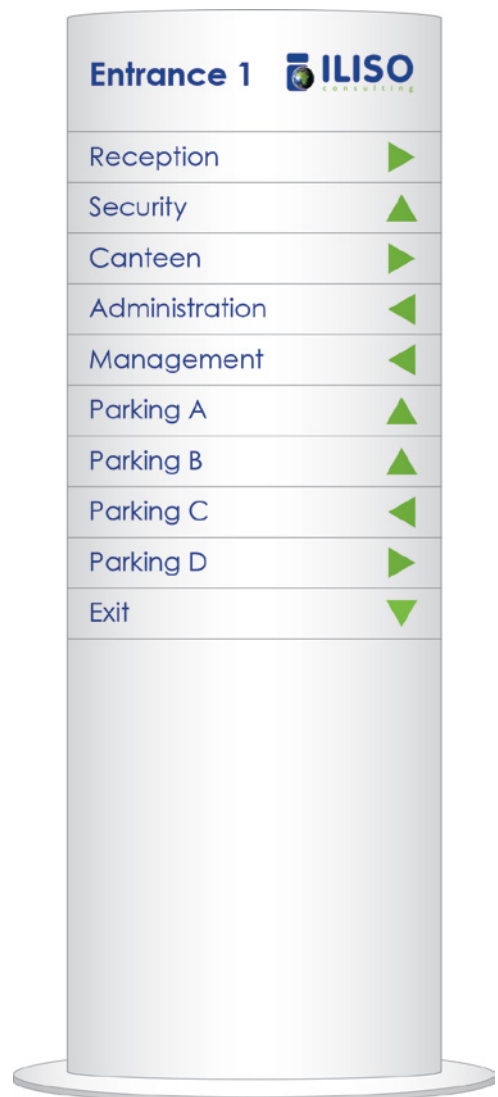 Entrance 1 ILISO
consulting
Reception
Security
Canteen
Administration
Management
Parking A
Parking B
Parking C
Parking D
Exit